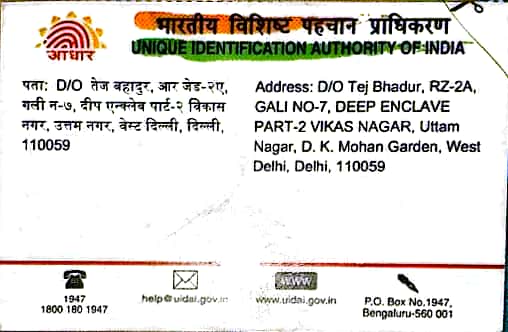 भारतीय विशिष्ट पहचान प्राधिकरण
UNIQUE IDENTIFICATION AUTHORITY OF INDIA
आधार
पता: D/O तेज बहादुर, आर जेड-२ए,
गली न-७, दीप एन्क्लेव पार्ट-२ विकास
नगर, उत्तम नगर, वेस्ट दिल्ली, दिल्ली,
110059
Address: D/O Tej Bhadur, RZ-2A,
GALI NO-7, DEEP ENCLAVE
PART-2 VIKAS NAGAR, Uttam
Nagar, D. K. Mohan Garden, West
Delhi, Delhi, 110059
1947
1800 180 1947
help@uidai.gov.in
www
www.uidai.gov.in
P.O. Box No.1947,
Bengaluru-560 001